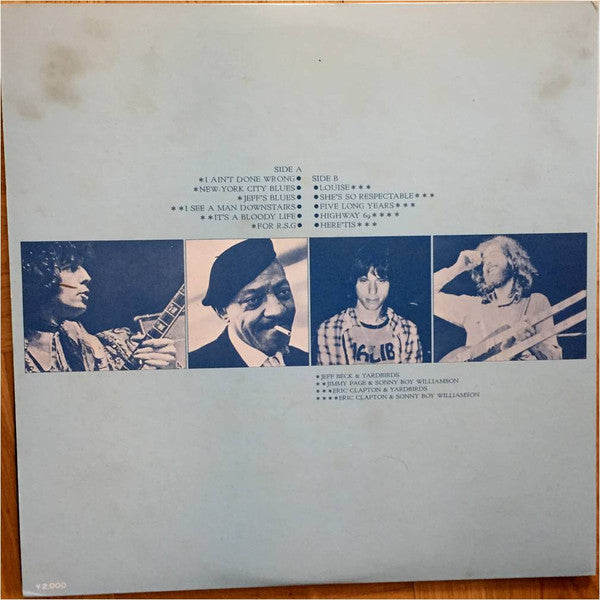 SIDE A
★I AIN'T DONE WRONG●
★NEW-YORK CITY BLUES●
★JEFF'S BLUES●
★★I SEE A MAN DOWNSTAIRS●
★★IT'S A BLOODY LIFE●
★FOR R.S.G●
SIDE B
●LOUISE★★★
●SHE'S SO RESPECTABLE★★★
●FIVE LONG YEARS★★★
●HIGHWAY 69★★★★
●HERE'TIS★★★
★JEFF BECK & YARDBIRDS
★★JIMMY PAGE & SONNY BOY WILLIAMSON
★★★ERIC CLAPTON & YARDBIRDS
★★★★ERIC CLAPTON & SONNY BOY WILLIAMSON
¥2,000